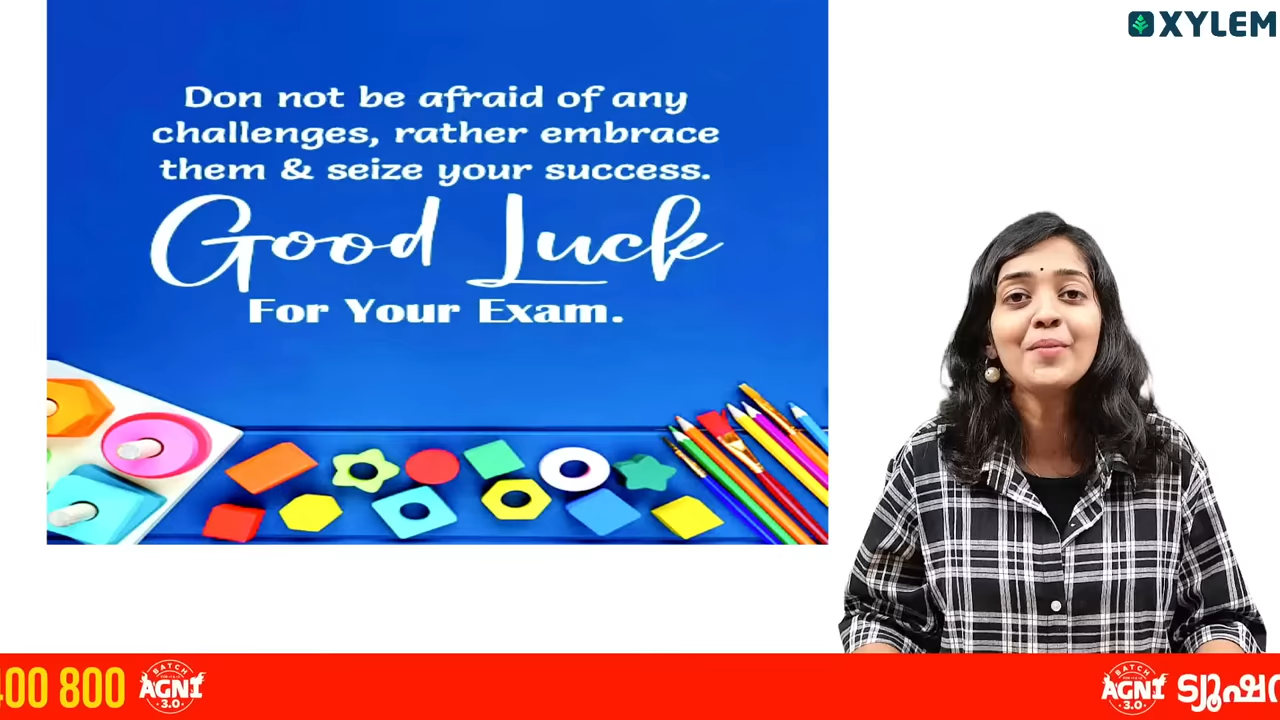 XYLEM
Don not be afraid of any
challenges, rather embrace
them & seize your success.
Good Luck
For Your Exam.
400 800
BATCH
AGNI
3.0
BATCH
AGNI
3.0